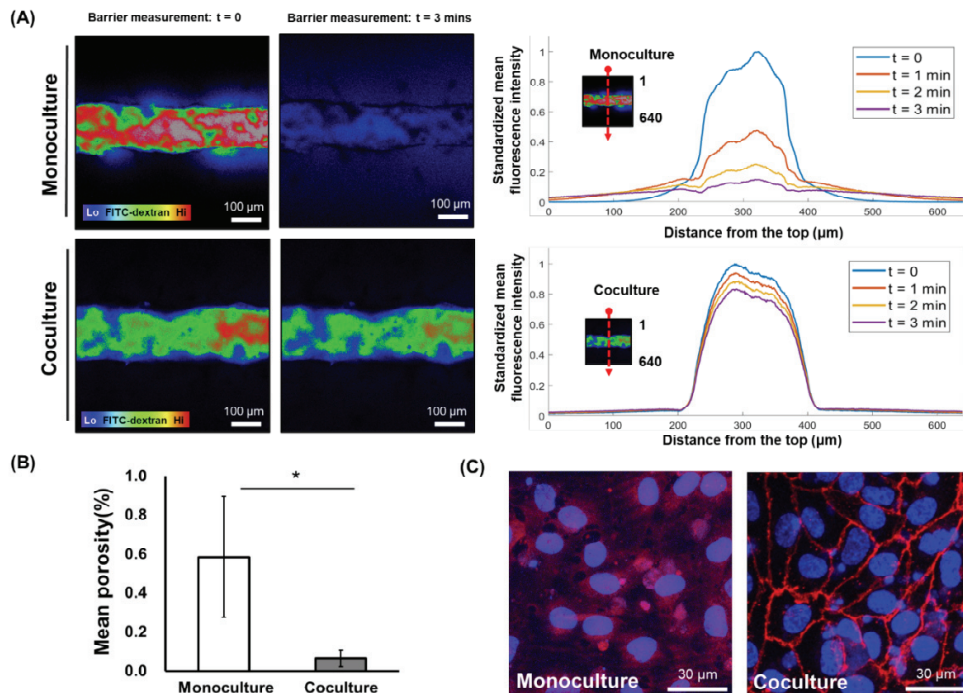 (A)
Barrier measurement: t = 0
Barrier measurement: t = 3 mins
Monoculture
Lo FITC-dextran Hi
100 µm
100 µm
Standardized mean
fluorescence intensity
1
0.8
0.6
0.4
0.2
0
0 100 200 300 400 500 600
Distance from the top (µm)
Monoculture
1
640
t = 0
t = 1 min
t = 2 min
t = 3 min
Coculture
Lo FITC-dextran Hi
100 µm
100 µm
Standardized mean
fluorescence intensity
1
0.8
0.6
0.4
0.2
0
0 100 200 300 400 500 600
Distance from the top (µm)
Coculture
1
640
t = 0
t = 1 min
t = 2 min
t = 3 min
(B)
Mean porosity(%)
1.0
0.8
0.6
0.4
0.2
0.0
*
Monoculture Coculture
(C)
Monoculture
30 µm
Coculture
30 µm